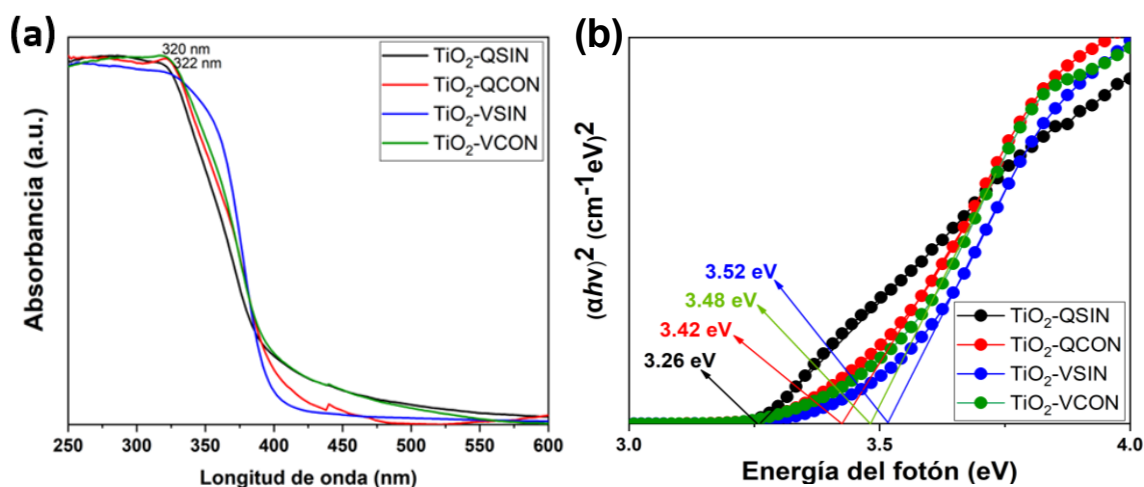 (a)
320 nm
322 nm
TiO2-QSIN
TiO2-QCON
TiO2-VSIN
TiO2-VCON
Absorbancia (a.u.)
250 300 350 400 450 500 550 600
Longitud de onda (nm)
(b)
(αhν)² (cm⁻¹eV)²
3.52 eV
3.48 eV
3.42 eV
3.26 eV
TiO2-QSIN
TiO2-QCON
TiO2-VSIN
TiO2-VCON
3.0 3.5 4.0
Energía del fotón (eV)